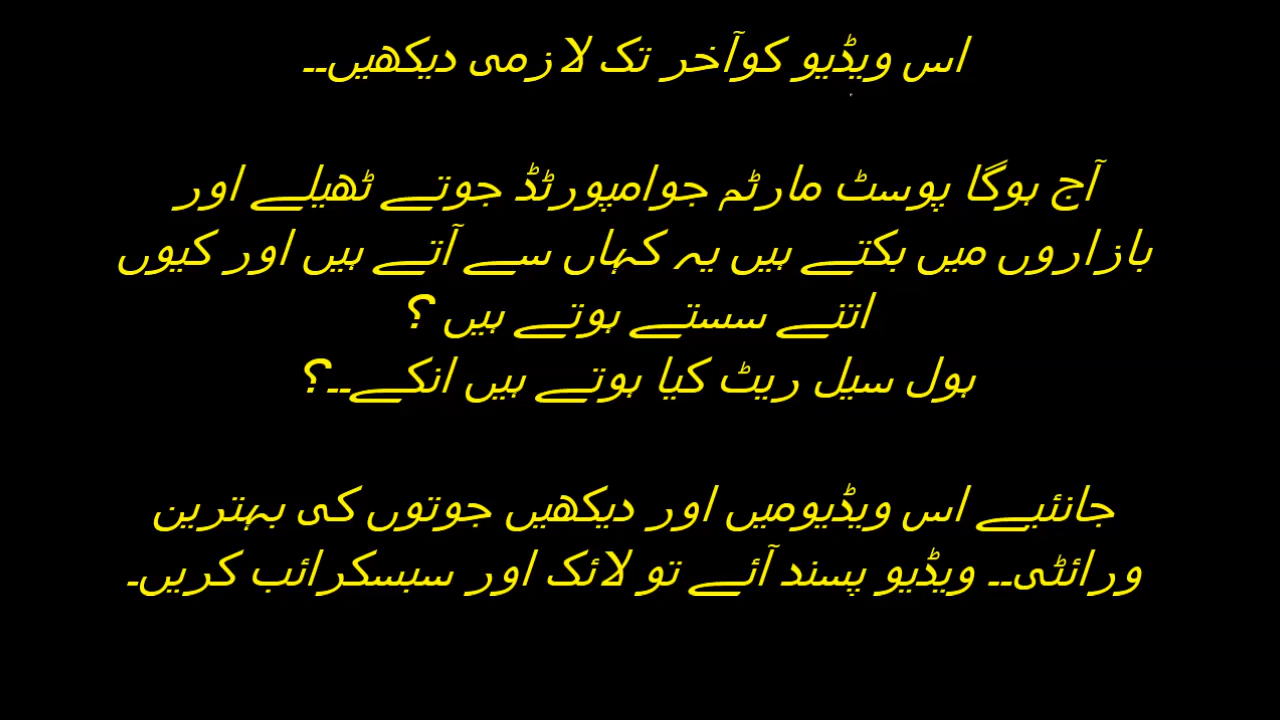 اس ویڈیو کوآخر تک لازمی دیکھیں۔۔
آج ہوگا پوسٹ مارٹم جوامپورٹڈ جوتے ٹھیلے اور
بازاروں میں بکتے ہیں یہ کہاں سے آتے ہیں اور کیوں
اتنے سستے ہوتے ہیں ؟
ہول سیل ریٹ کیا ہوتے ہیں انکے۔۔؟
جانئیے اس ویڈیومیں اور دیکھیں جوتوں کی بہترین
ورائٹی۔۔ ویڈیو پسند آئے تو لائک اور سبسکرائب کریں۔